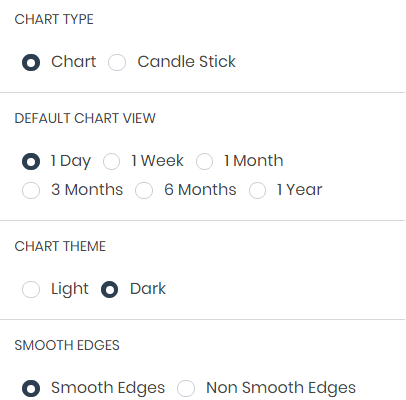 CHART TYPE
Chart Candle Stick
DEFAULT CHART VIEW
1 Day 1 Week 1 Month
3 Months 6 Months 1 Year
CHART THEME
Light Dark
SMOOTH EDGES
Smooth Edges Non Smooth Edges